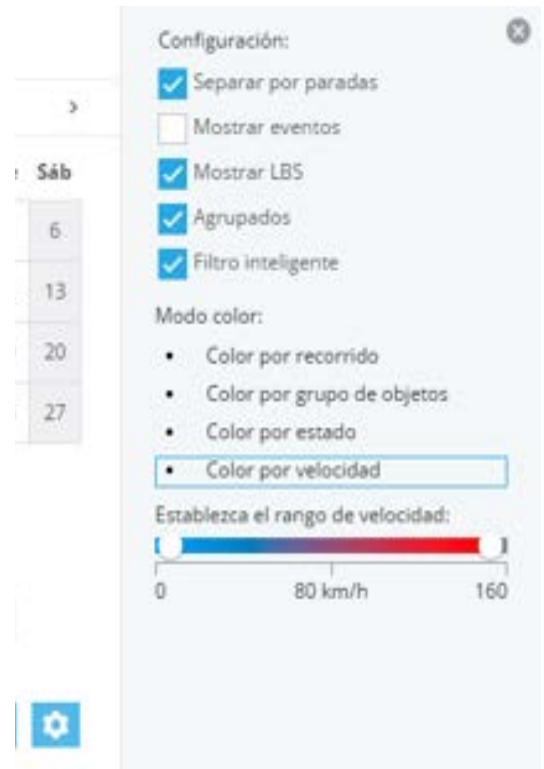 Configuración:
Separar por paradas
Mostrar eventos
Mostrar LBS
Agrupados
Filtro inteligente
Sáb
6
13
20
27
Modo color:
• Color por recorrido
• Color por grupo de objetos
• Color por estado
• Color por velocidad
Establezca el rango de velocidad:
0 80 km/h 160